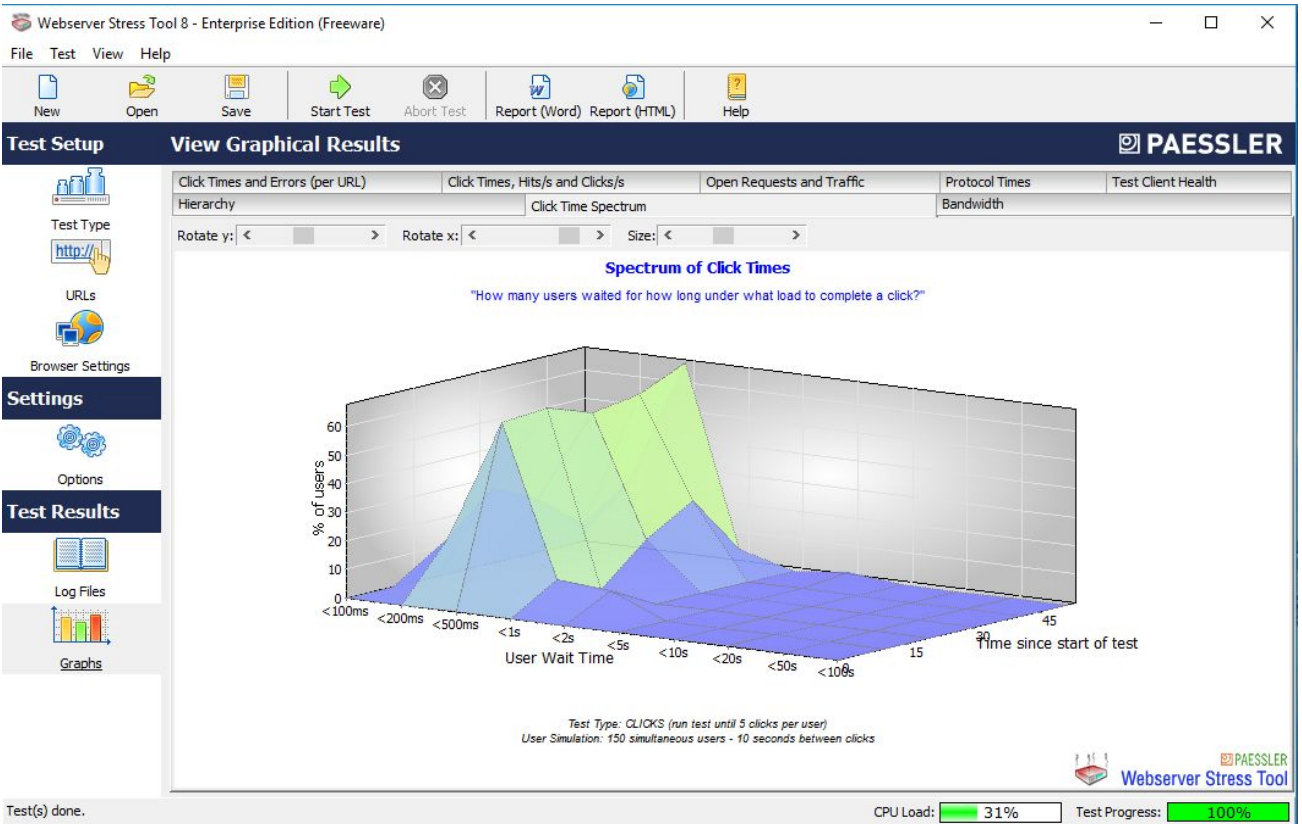 Webserver Stress Tool 8 - Enterprise Edition (Freeware)
File Test View Help
New Open Save Start Test Abort Test Report (Word) Report (HTML) Help
Test Setup
View Graphical Results
PAESSLER
Click Times and Errors (per URL) Click Times, Hits/s and Clicks/s Open Requests and Traffic Protocol Times Test Client Health
Hierarchy Click Time Spectrum Bandwidth
Rotate y: < > Rotate x: < > Size: < >
Test Type
http://
URLs
Browser Settings
Settings
Options
Test Results
Log Files
Graphs
Spectrum of Click Times
"How many users waited for how long under what load to complete a click?"
% of users
60
50
40
30
20
10
0
<100ms <200ms <500ms <1s <2s <5s <10s <20s <50s <100s
User Wait Time
0 15 30 45
Time since start of test
Test Type: CLICKS (run test until 5 clicks per user)
User Simulation: 150 simultaneous users - 10 seconds between clicks
PAESSLER
Webserver Stress Tool
Test(s) done.
CPU Load: 31% Test Progress: 100%